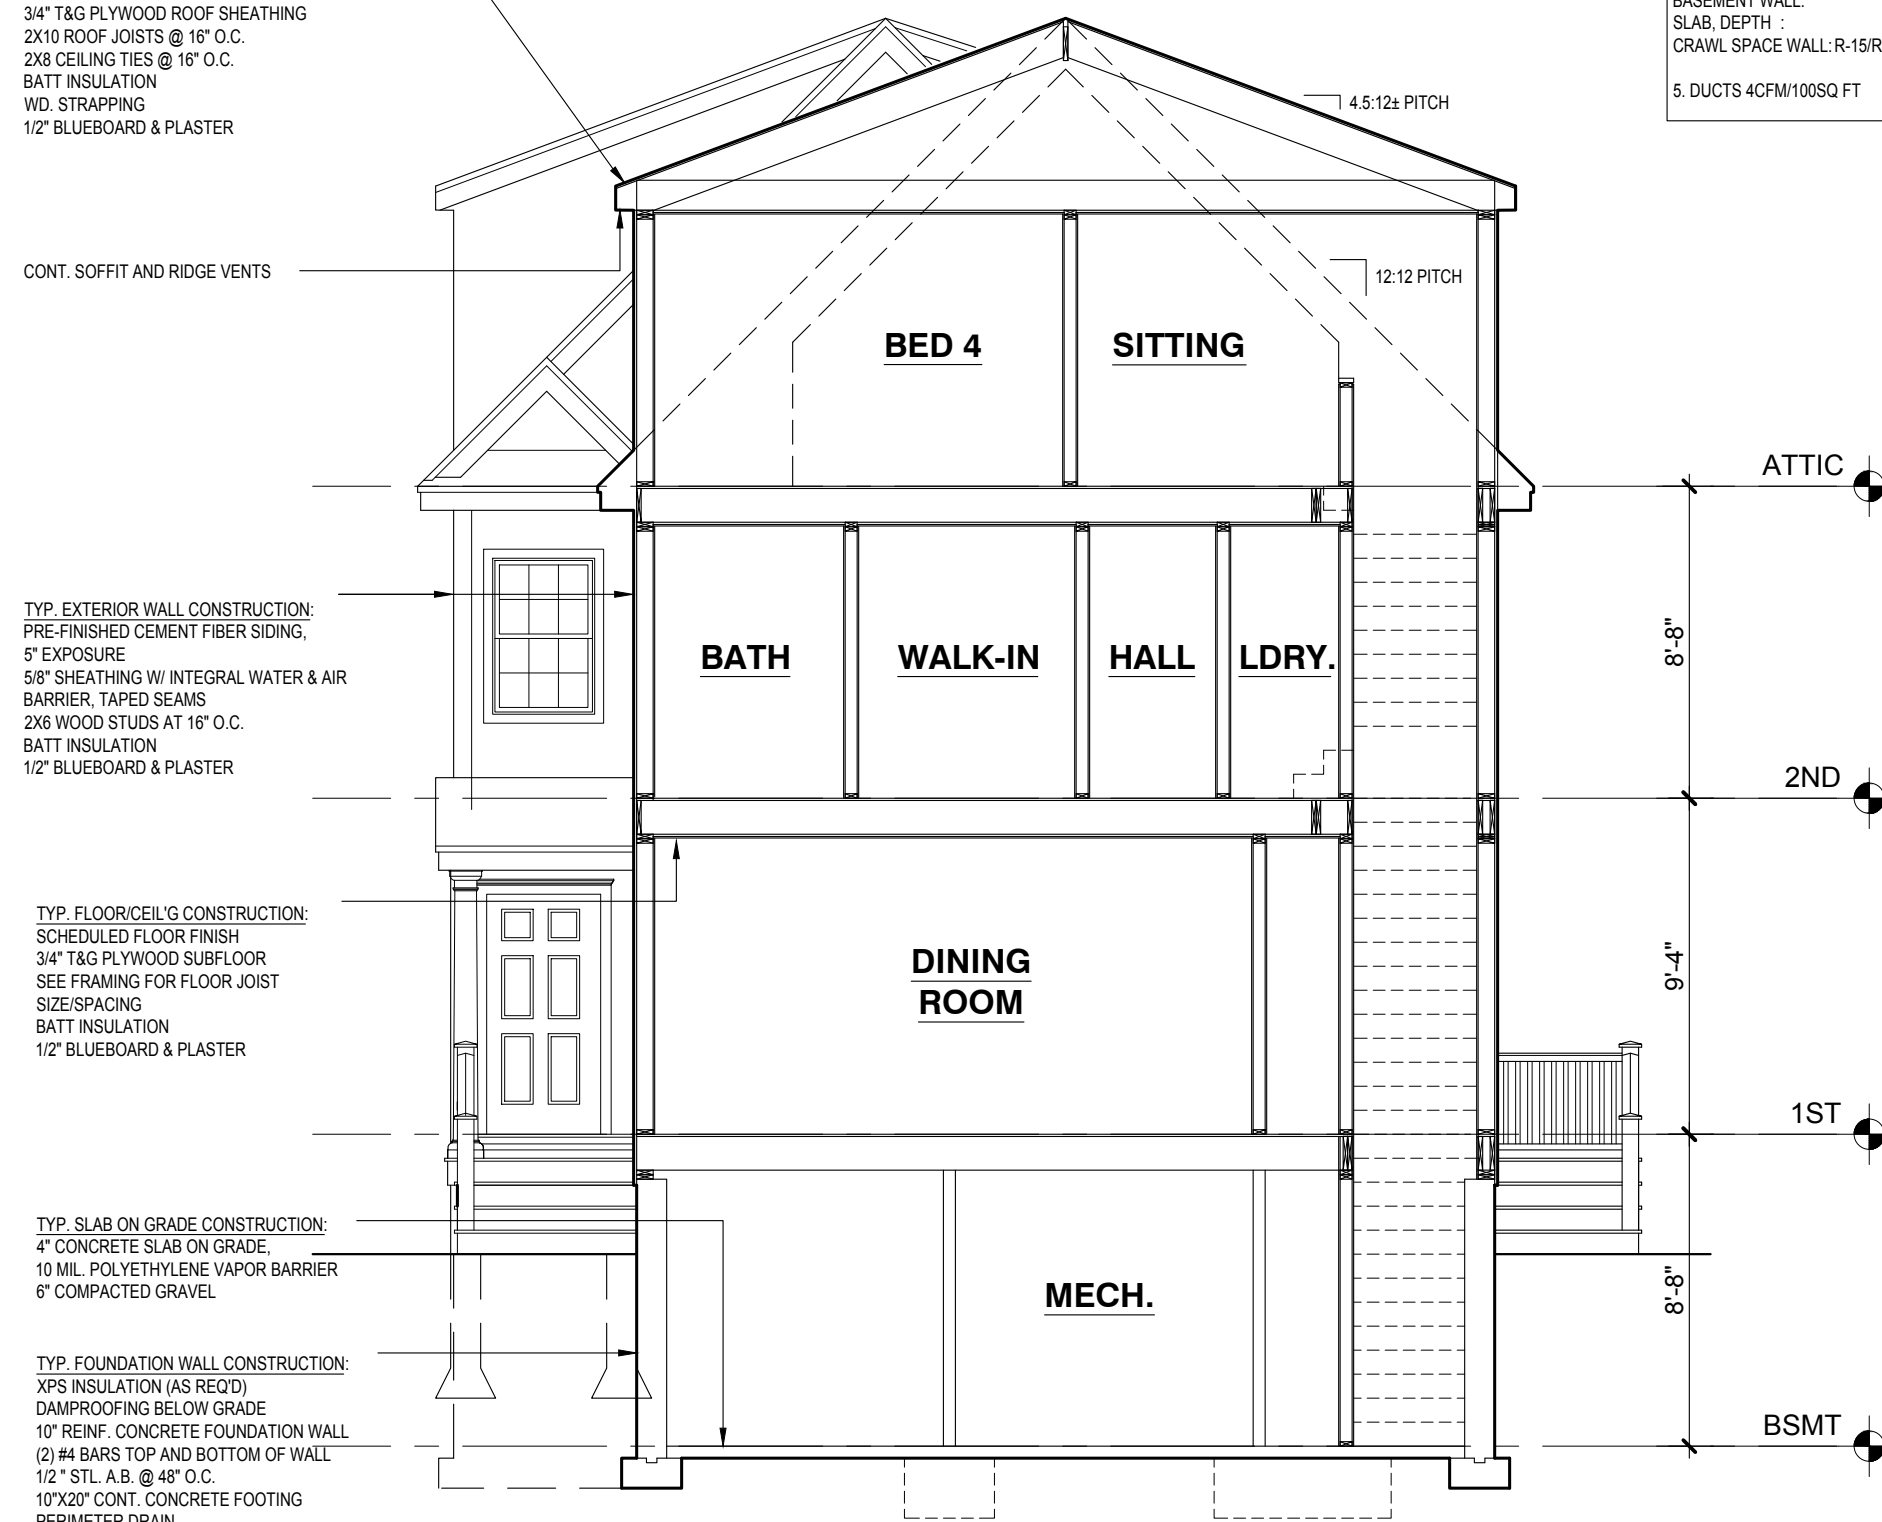 3/4" T&G PLYWOOD ROOF SHEATHING
2X10 ROOF JOISTS @ 16" O.C.
2X8 CEILING TIES @ 16" O.C.
BATT INSULATION
WD. STRAPPING
1/2" BLUEBOARD & PLASTER
BASEMENT WALL:
SLAB, DEPTH :
CRAWL SPACE WALL: R-15/R
5. DUCTS 4CFM/100SQ FT
4.5:12± PITCH
CONT. SOFFIT AND RIDGE VENTS
12:12 PITCH
BED 4
SITTING
ATTIC
TYP. EXTERIOR WALL CONSTRUCTION:
PRE-FINISHED CEMENT FIBER SIDING,
5" EXPOSURE
5/8" SHEATHING W/ INTEGRAL WATER & AIR
BARRIER, TAPED SEAMS
2X6 WOOD STUDS AT 16" O.C.
BATT INSULATION
1/2" BLUEBOARD & PLASTER
BATH
WALK-IN
HALL
LDRY.
8'-8"
2ND
TYP. FLOOR/CEIL'G CONSTRUCTION:
SCHEDULED FLOOR FINISH
3/4" T&G PLYWOOD SUBFLOOR
SEE FRAMING FOR FLOOR JOIST
SIZE/SPACING
BATT INSULATION
1/2" BLUEBOARD & PLASTER
DINING
ROOM
9'-4"
1ST
TYP. SLAB ON GRADE CONSTRUCTION:
4" CONCRETE SLAB ON GRADE,
10 MIL. POLYETHYLENE VAPOR BARRIER
6" COMPACTED GRAVEL
MECH.
8'-8"
TYP. FOUNDATION WALL CONSTRUCTION:
XPS INSULATION (AS REQ'D)
DAMPROOFING BELOW GRADE
10" REINF. CONCRETE FOUNDATION WALL
(2) #4 BARS TOP AND BOTTOM OF WALL
1/2 " STL. A.B. @ 48" O.C.
10"X20" CONT. CONCRETE FOOTING
PERIMETER DRAIN
BSMT